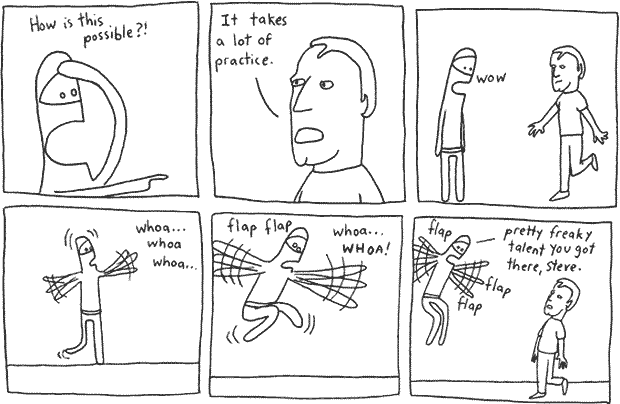 How is this
possible?!
It takes
a lot of
practice.
wow
whoa...
whoa
whoa...
flap flap
whoa...
WHOA!
flap
pretty freaky
talent you got
there, Steve.
flap
flap